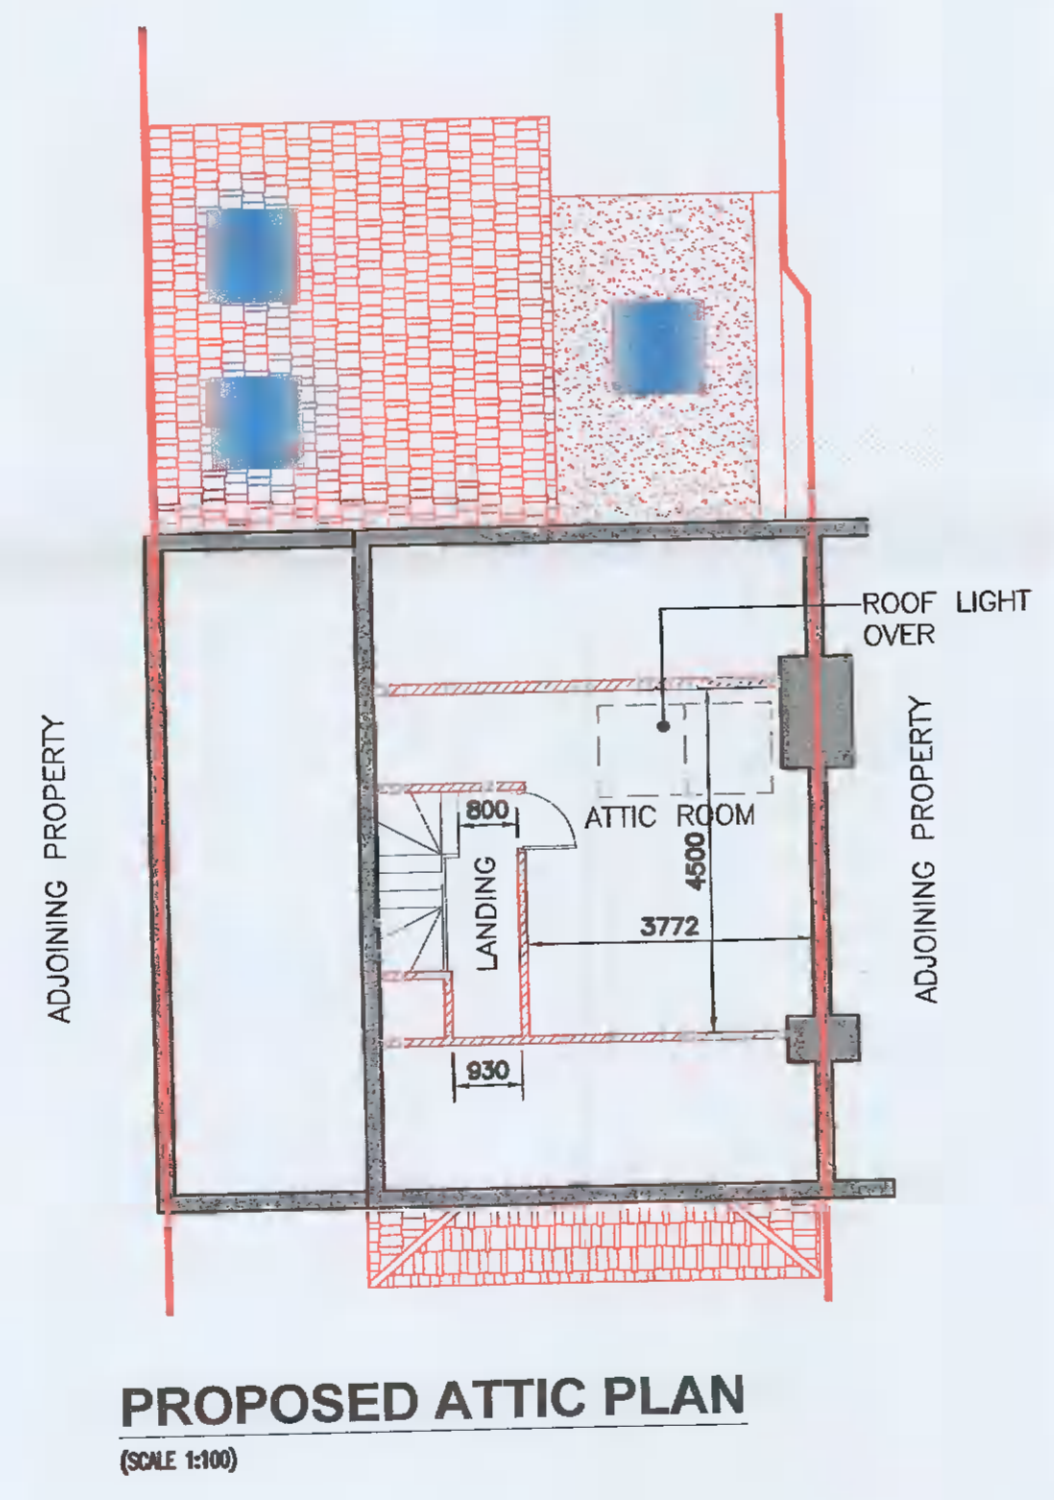 ROOF LIGHT
OVER
ADJOINING PROPERTY
ADJOINING PROPERTY
800
ATTIC ROOM
4500
LANDING
3772
930
PROPOSED ATTIC PLAN
(SCALE 1:100)